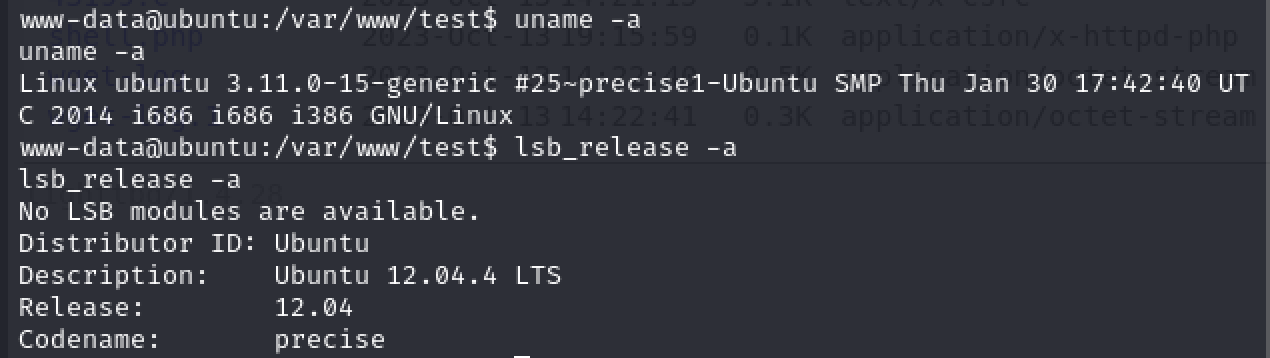 www-data@ubuntu:/var/www/test$ uname -a
uname -a
Linux ubuntu 3.11.0-15-generic #25~precise1-Ubuntu SMP Thu Jan 30 17:42:40 UT
C 2014 i686 i686 i386 GNU/Linux
www-data@ubuntu:/var/www/test$ lsb_release -a
lsb_release -a
No LSB modules are available.
Distributor ID: Ubuntu
Description:    Ubuntu 12.04.4 LTS
Release:        12.04
Codename:       precise